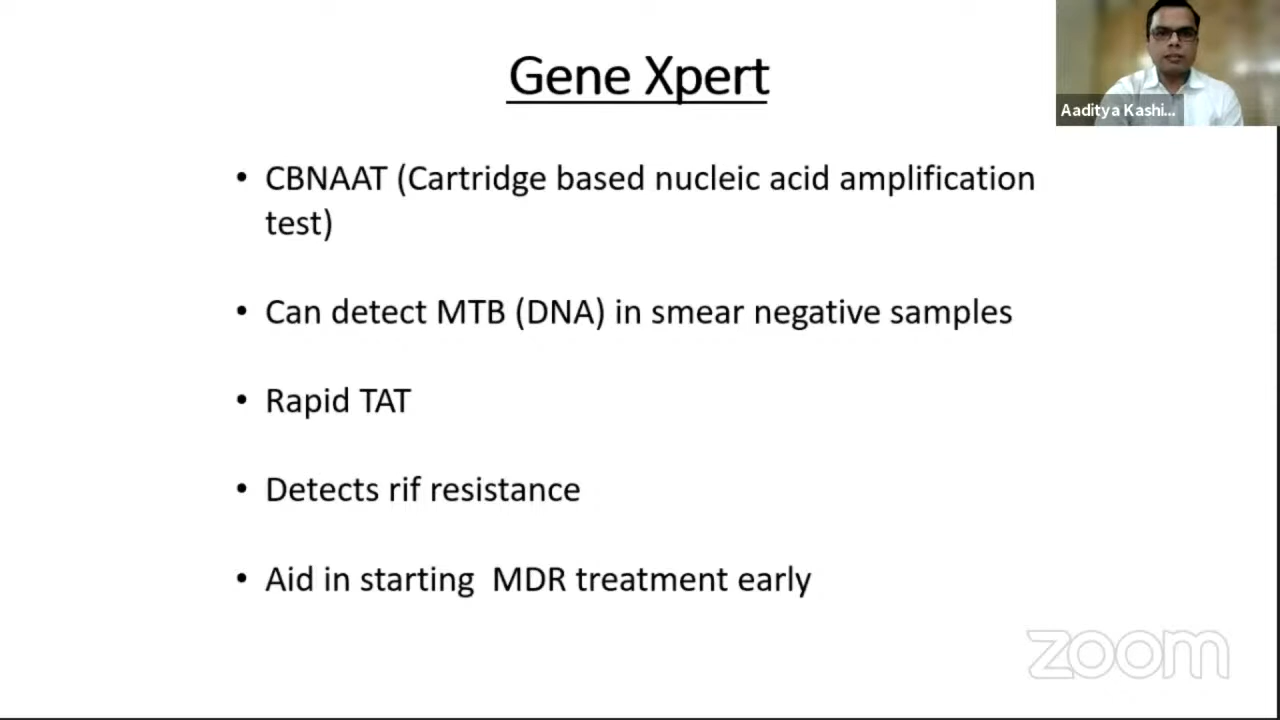 Gene Xpert
Aaditya Kashi...
• CBNAAT (Cartridge based nucleic acid amplification
test)
• Can detect MTB (DNA) in smear negative samples
• Rapid TAT
• Detects rif resistance
• Aid in starting  MDR treatment early
zoom